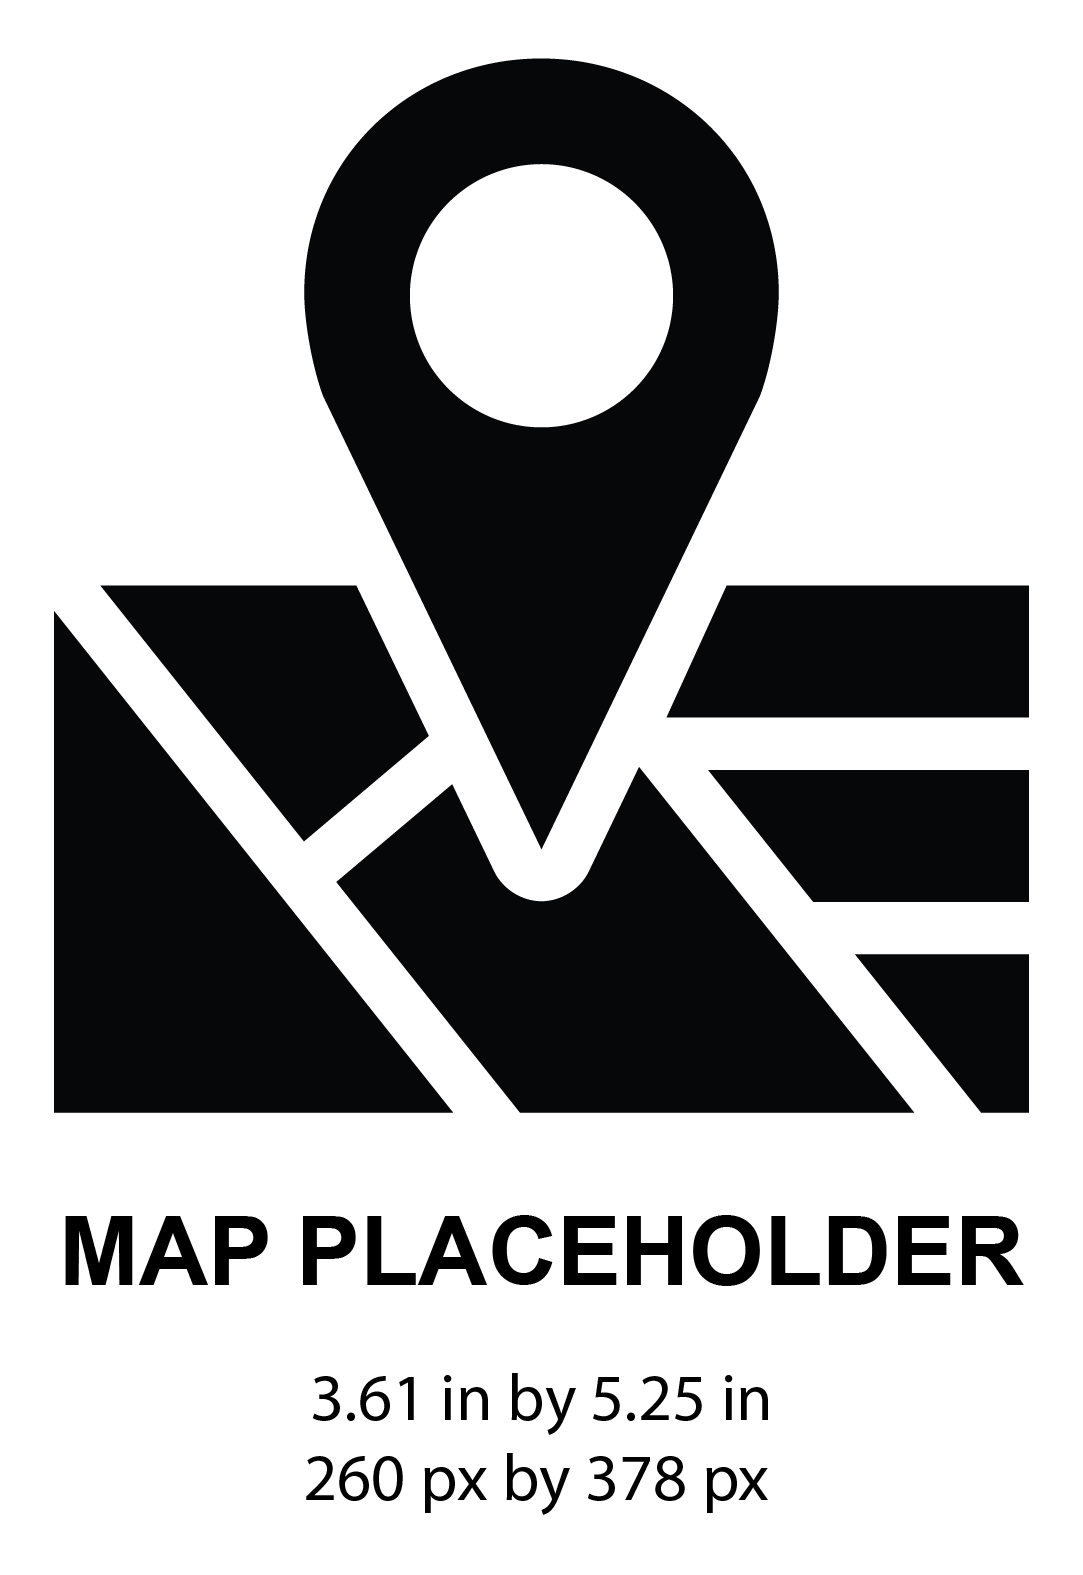 MAP PLACEHOLDER
3.61 in by 5.25 in
260 px by 378 px